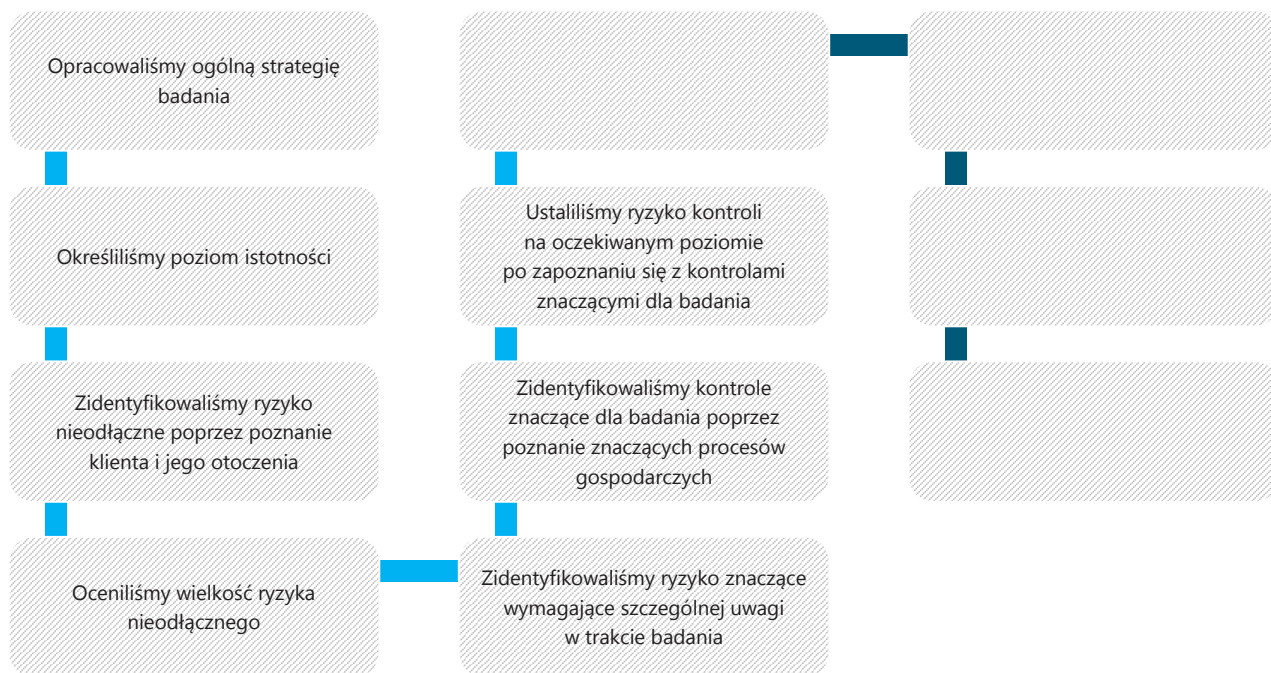 Opracowaliśmy ogólną strategię
badania
Określiliśmy poziom istotności
Zidentyfikowaliśmy ryzyko
nieodłączne poprzez poznanie
klienta i jego otoczenia
Oceniliśmy wielkość ryzyka
nieodłącznego
Zidentyfikowaliśmy ryzyko znaczące
wymagające szczególnej uwagi
w trakcie badania
Zidentyfikowaliśmy kontrole
znaczące dla badania poprzez
poznanie znaczących procesów
gospodarczych
Ustaliliśmy ryzyko kontroli
na oczekiwanym poziomie
po zapoznaniu się z kontrolami
znaczącymi dla badania